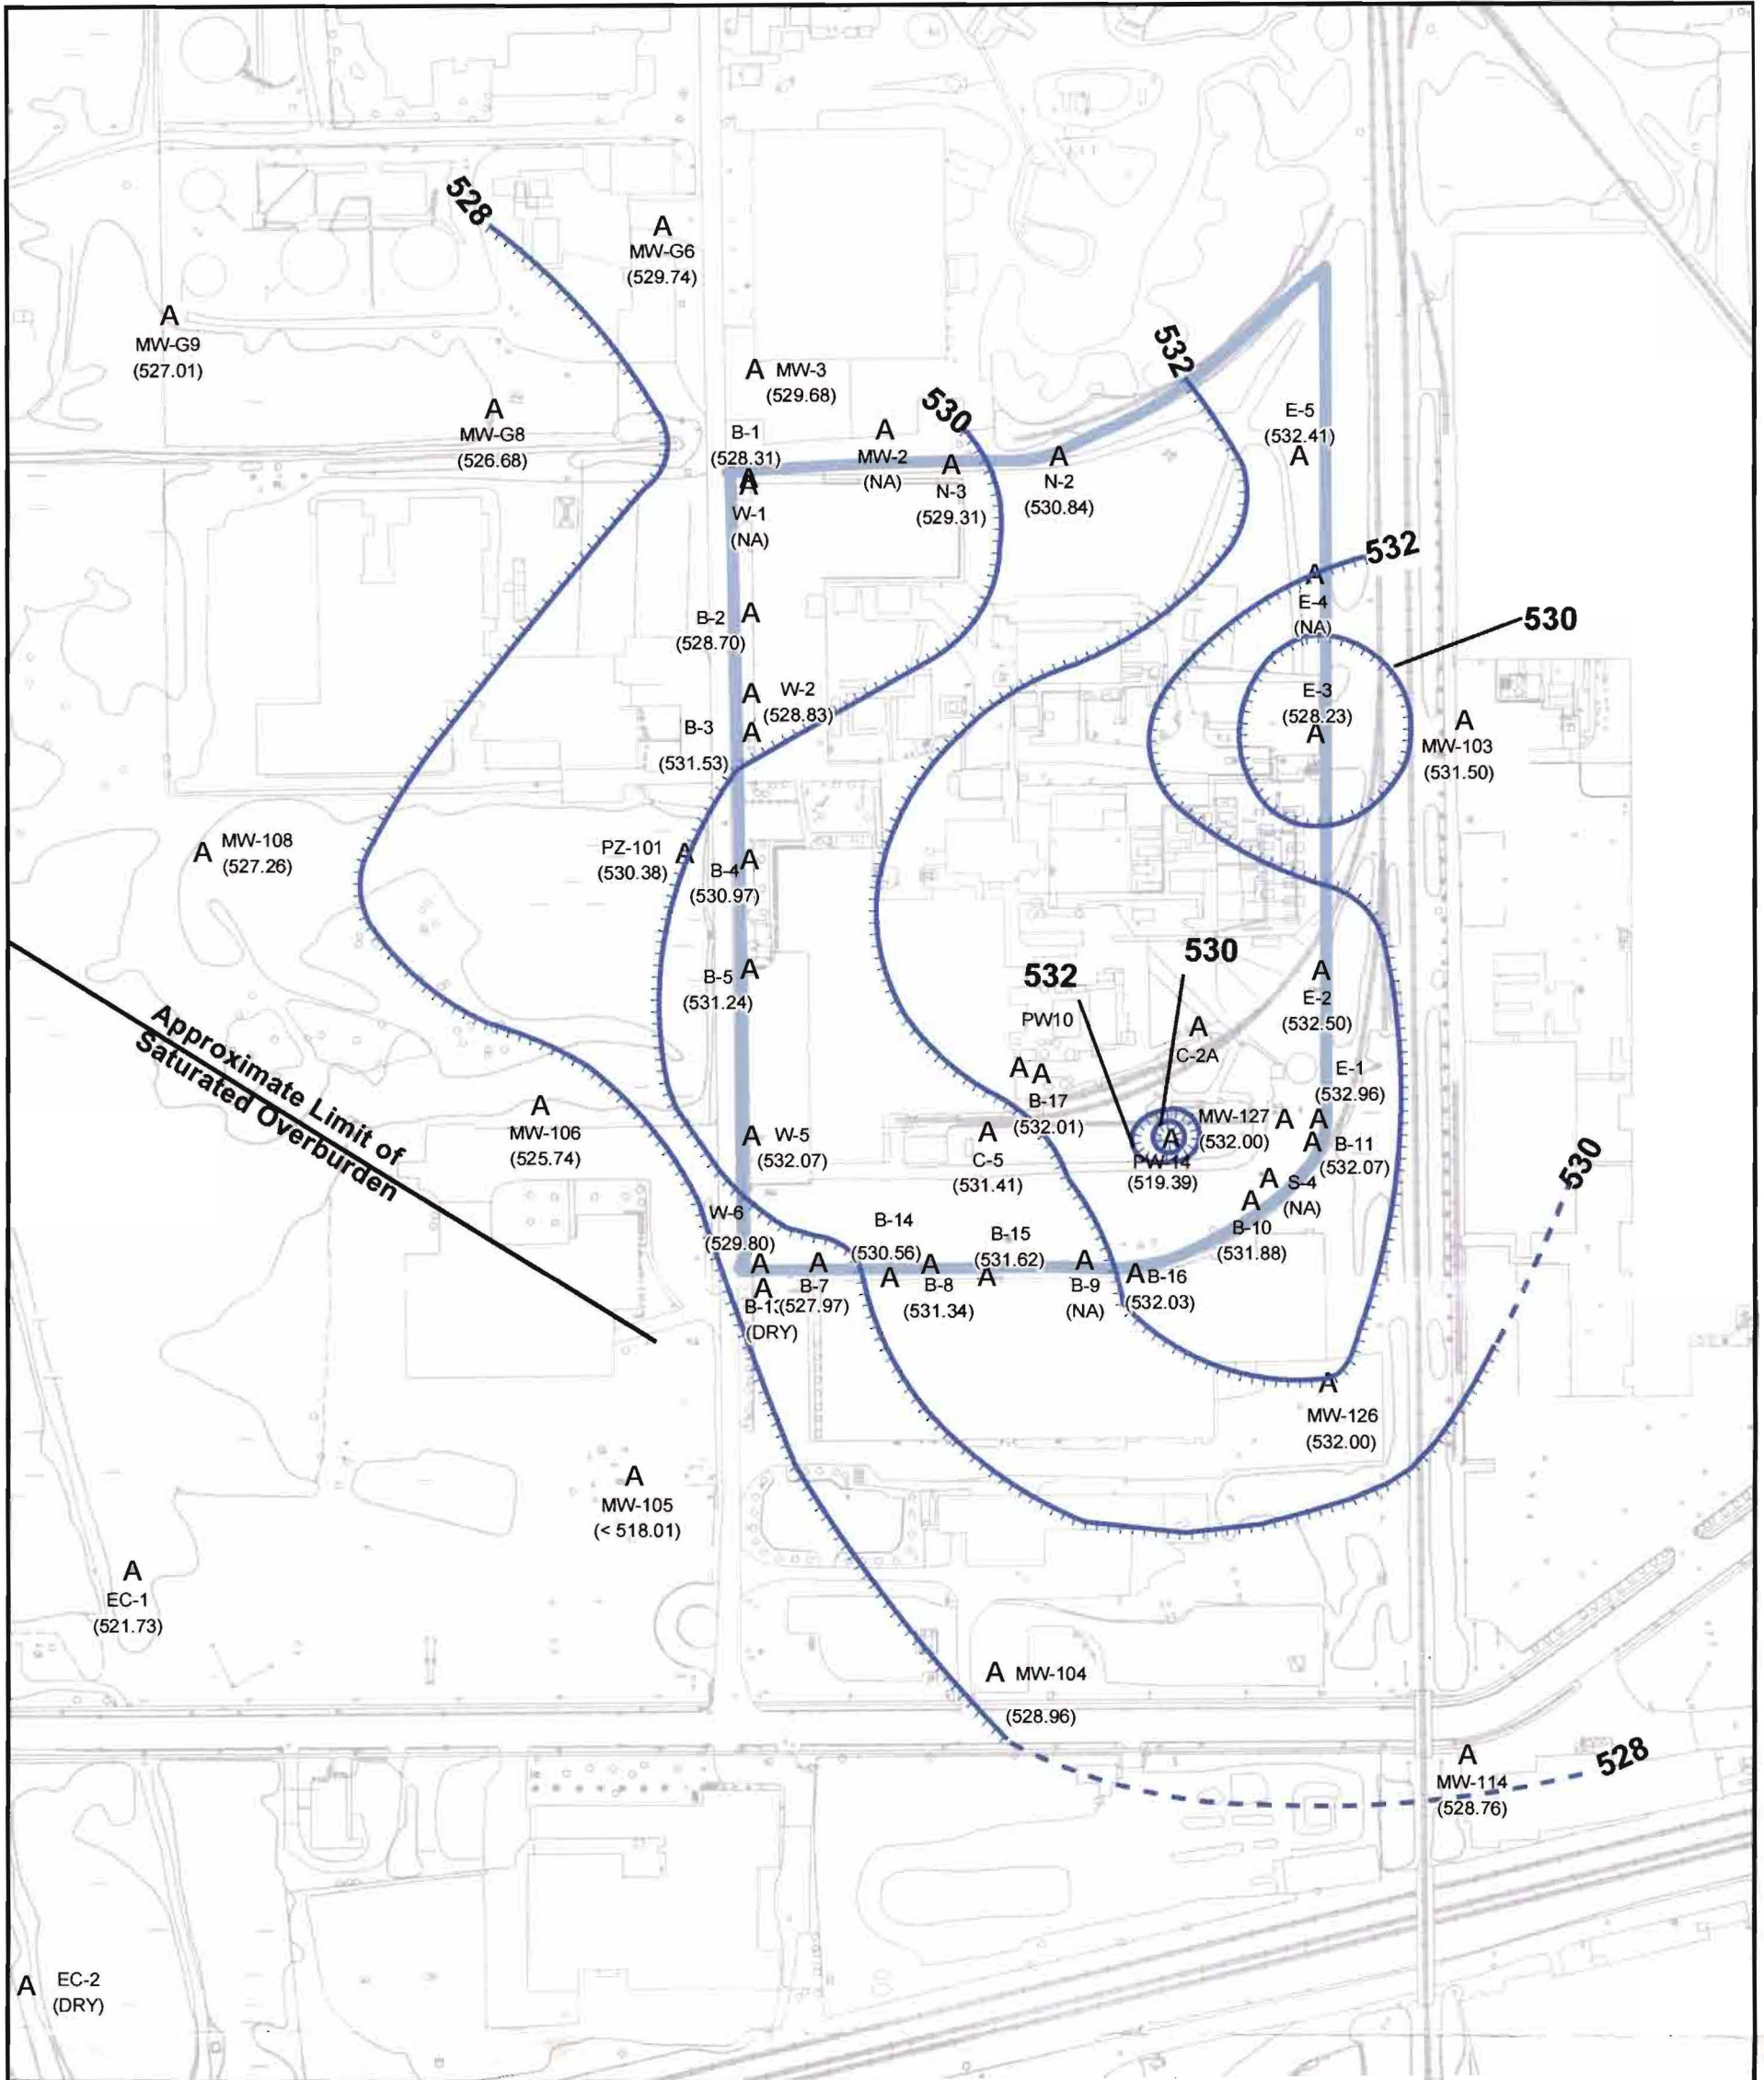 528
A
MW-G6
(529.74)
A
MW-G9
(527.01)
A
MW-G8
(526.68)
A MW-3
(529.68)
532
530
B-1
(528.31)
A
A
W-1
(NA)
A
MW-2
(NA)
A
N-3
(529.31)
A
N-2
(530.84)
E-5
(532.41)
A
532
A
E-4
(NA)
530
B-2 A
(528.70)
A W-2
(528.83)
B-3 A
(531.53)
E-3
(528.23)
A
A
MW-103
(531.50)
A MW-108
(527.26)
PZ-101 A
(530.38)
B-4 A
(530.97)
B-5 A
(531.24)
530
532
PW10
A
C-2A
A
E-2
(532.50)
Approximate Limit of
Saturated Overburden
A A
B-17
(532.01)
E-1
(532.96)
A
MW-106
(525.74)
A W-5
(532.07)
A
C-5
(531.41)
MW-127 A A
(532.00)
A
PW-14
(519.39)
A B-11
(532.07)
530
A S-4
(NA)
A
B-10
(531.88)
W-6
(529.80)
A
A
B-7
(527.97)
A
B-13
(DRY)
B-14
(530.56)
A
A
B-8
(531.34)
B-15
(531.62)
A
A
B-9
(NA)
A B-16
(532.03)
A
MW-126
(532.00)
A
MW-105
(< 518.01)
A
EC-1
(521.73)
A MW-104
(528.96)
528
A
MW-114
(528.76)
A EC-2
(DRY)